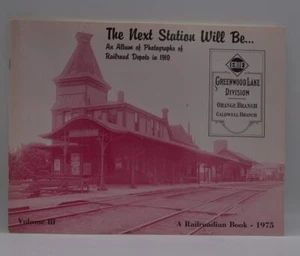 The Next Station Will Be...
An Album of Photographs of
Railroad Depots in 1910
ERIE
Greenwood Lake
Division
Orange Branch
Caldwell Branch
Volume III
A Railroadian Book - 1975